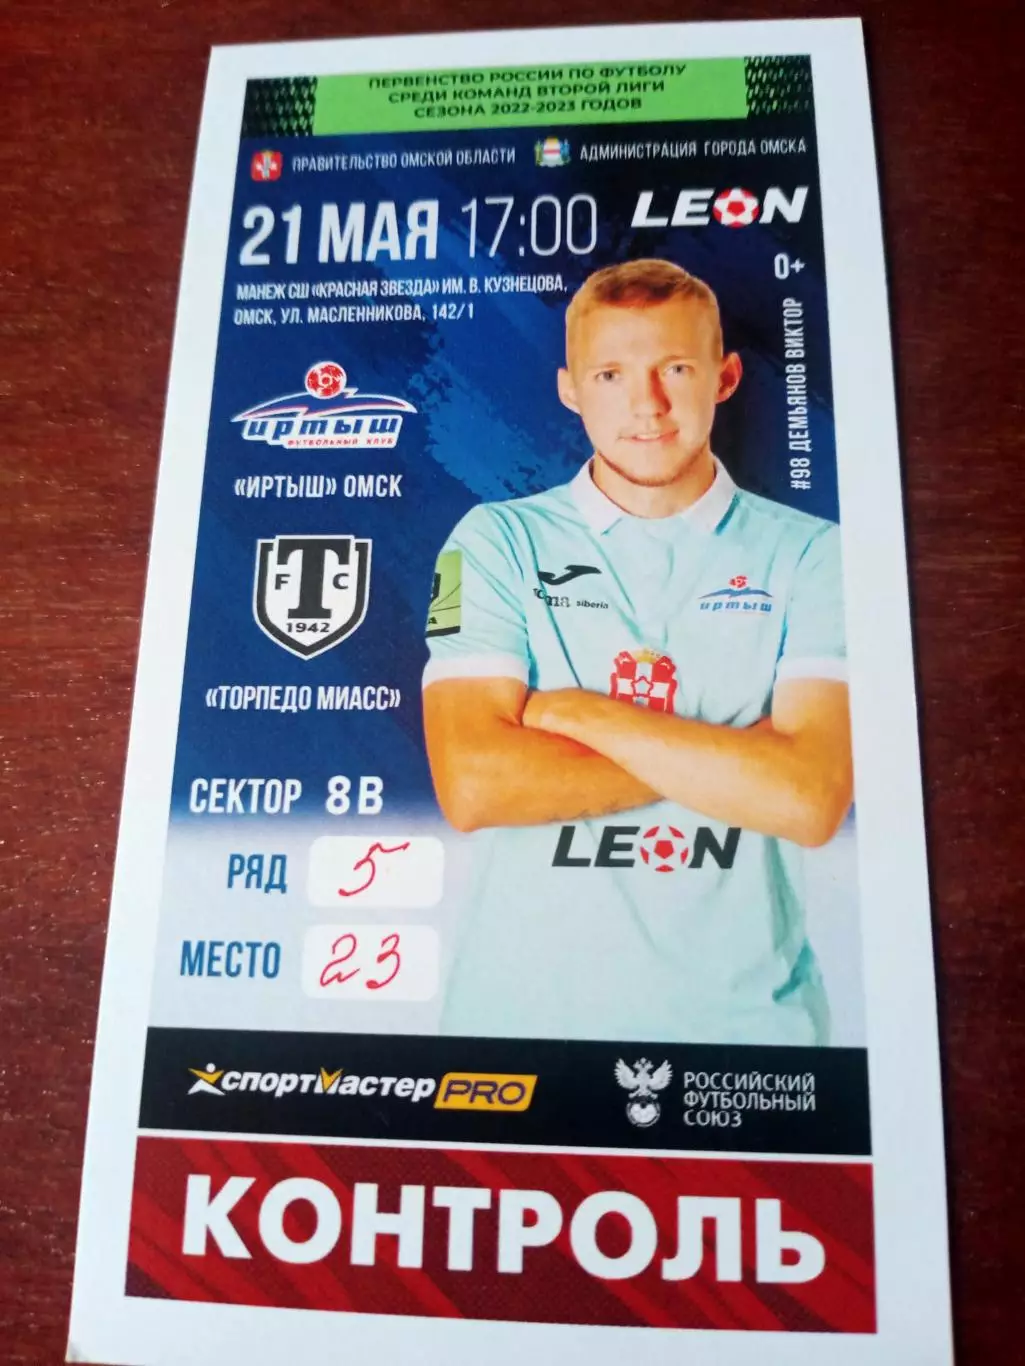 ПЕРВЕНСТВО РОССИИ ПО ФУТБОЛУ
СРЕДИ КОМАНД ВТОРОЙ ЛИГИ
СЕЗОНА 2022-2023 ГОДОВ
ПРАВИТЕЛЬСТВО ОМСКОЙ ОБЛАСТИ
АДМИНИСТРАЦИЯ ГОРОДА ОМСКА
21 МАЯ 17:00
LEON
0+
МАНЕЖ СШ «КРАСНАЯ ЗВЕЗДА» ИМ. В. КУЗНЕЦОВА,
ОМСК, УЛ. МАСЛЕННИКОВА, 142/1
#98 ДЕМЬЯНОВ ВИКТОР
ИРТЫШ
ФУТБОЛЬНЫЙ КЛУБ
«ИРТЫШ» ОМСК
F T C
1942
«ТОРПЕДО МИАСС»
joma siberia
ИРТЫШ
LEON
СЕКТОР 8 В
РЯД 5
МЕСТО 23
СПОРТМАСТЕР PRO
РОССИЙСКИЙ
ФУТБОЛЬНЫЙ
СОЮЗ
КОНТРОЛЬ